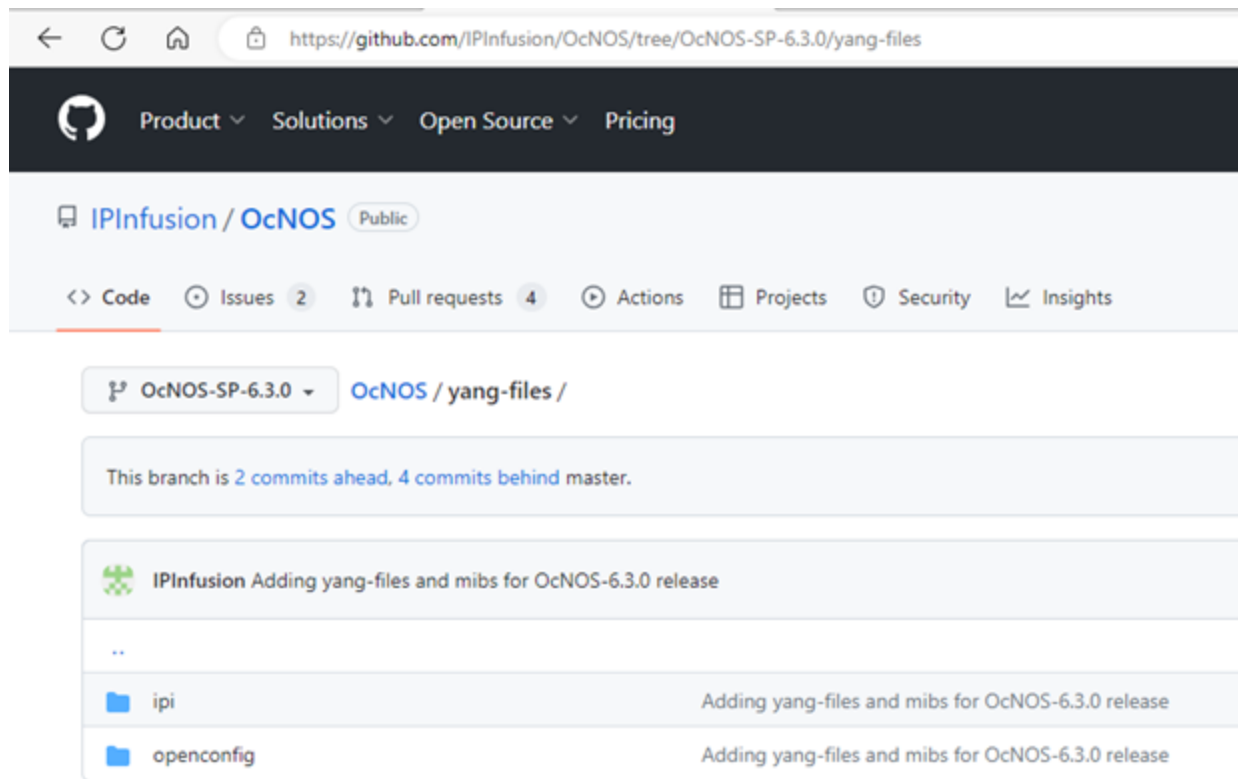 https://github.com/IPInfusion/OcNOS/tree/OcNOS-SP-6.3.0/yang-files
Product Solutions Open Source Pricing
IPInfusion / OcNOS Public
<> Code Issues 2 Pull requests 4 Actions Projects Security Insights
OcNOS-SP-6.3.0 OcNOS / yang-files /
This branch is 2 commits ahead, 4 commits behind master.
IPInfusion Adding yang-files and mibs for OcNOS-6.3.0 release
..
ipi Adding yang-files and mibs for OcNOS-6.3.0 release
openconfig Adding yang-files and mibs for OcNOS-6.3.0 release